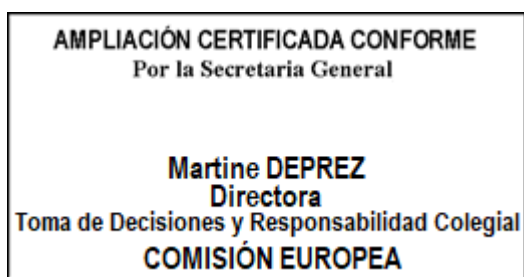 AMPLIACIÓN CERTIFICADA CONFORME
Por la Secretaria General
Martine DEPREZ
Directora
Toma de Decisiones y Responsabilidad Colegial
COMISIÓN EUROPEA